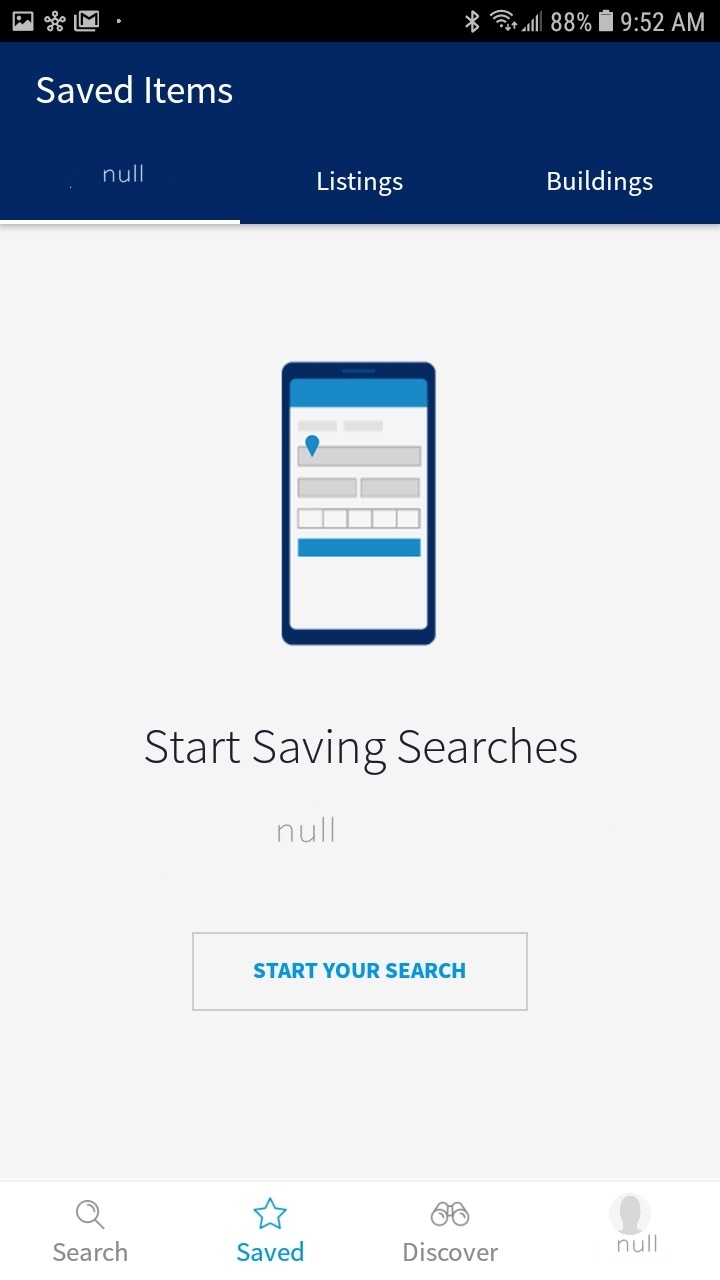 88% 9:52 AM
Saved Items
null Listings Buildings
Start Saving Searches
null
START YOUR SEARCH
Search Saved Discover null